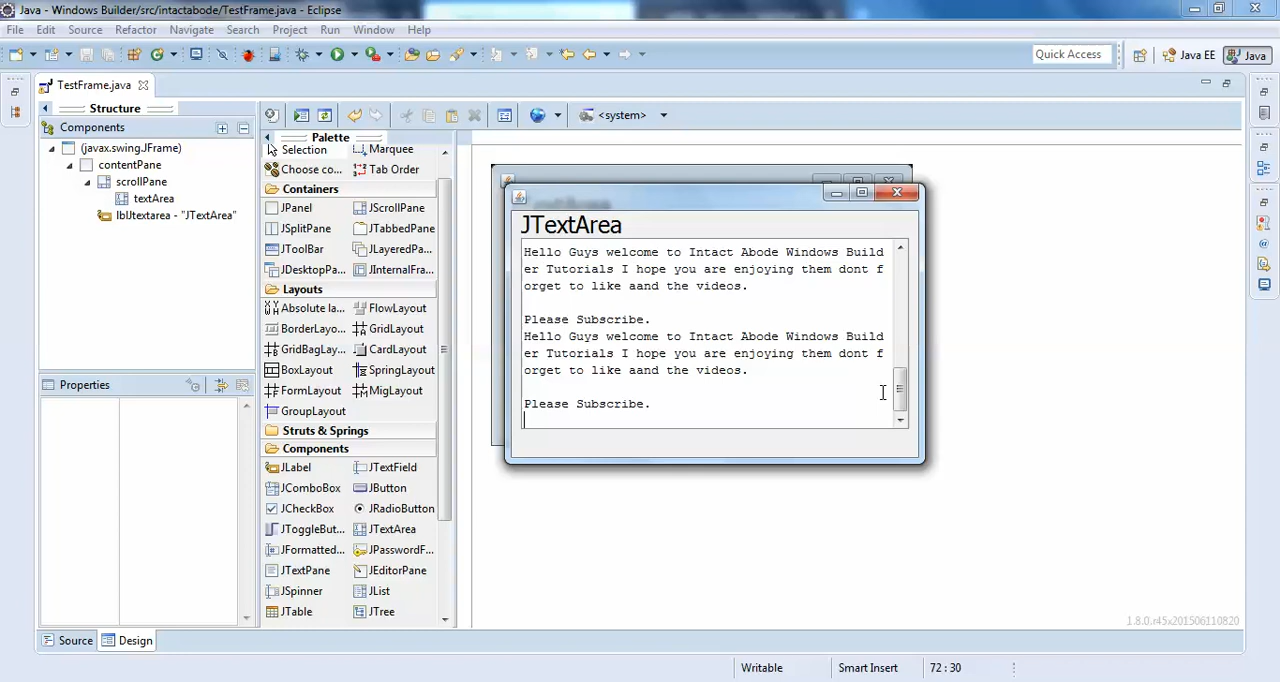 Java - Windows Builder/src/intactabode/TestFrame.java - Eclipse
File Edit Source Refactor Navigate Search Project Run Window Help
Quick Access Java EE Java
TestFrame.java
Structure
Components
(javax.swingJFrame)
contentPane
scrollPane
textArea
lblJtextarea - "JTextArea"
Properties
<system>
Palette
Selection Marquee
Choose co... Tab Order
Containers
JPanel JScrollPane
JSplitPane JTabbedPane
JToolBar JLayeredPa...
JDesktopPa... JInternalFra...
Layouts
Absolute la... FlowLayout
BorderLayo... GridLayout
GridBagLay... CardLayout
BoxLayout SpringLayout
FormLayout MigLayout
GroupLayout
Struts & Springs
Components
JLabel JTextField
JComboBox JButton
JCheckBox JRadioButton
JToggleBut... JTextArea
JFormatted... JPasswordF...
JTextPane JEditorPane
JSpinner JList
JTable JTree
JTextArea
Hello Guys welcome to Intact Abode Windows Build
er Tutorials I hope you are enjoying them dont f
orget to like aand the videos.
Please Subscribe.
Hello Guys welcome to Intact Abode Windows Build
er Tutorials I hope you are enjoying them dont f
orget to like aand the videos.
Please Subscribe.
1.8.0.r45x201506110820
Source Design
Writable Smart Insert 72:30